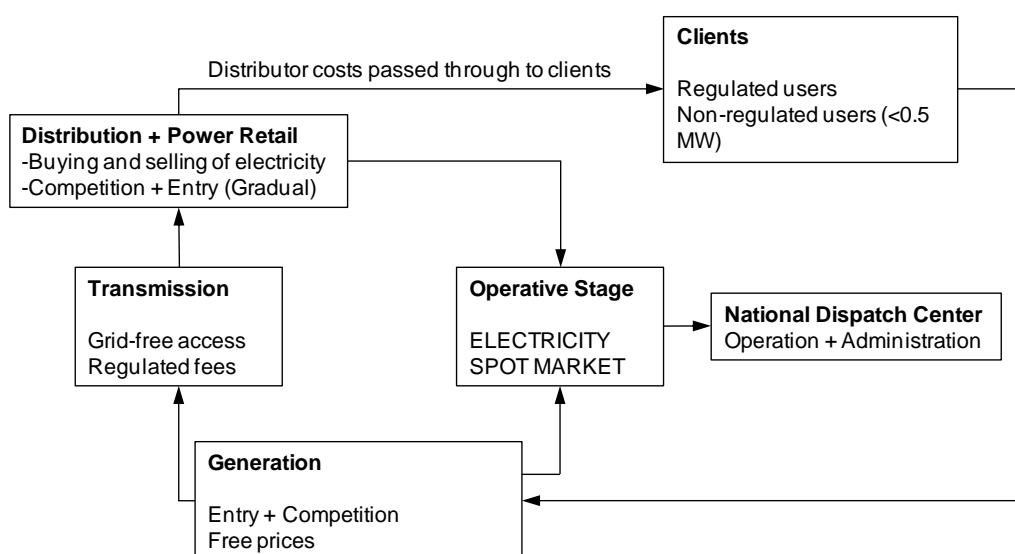 Clients
Regulated users
Non-regulated users (<0.5
MW)
Distributor costs passed through to clients
Distribution + Power Retail
-Buying and selling of electricity
-Competition + Entry (Gradual)
Transmission
Grid-free access
Regulated fees
Operative Stage
ELECTRICITY
SPOT MARKET
National Dispatch Center
Operation + Administration
Generation
Entry + Competition
Free prices